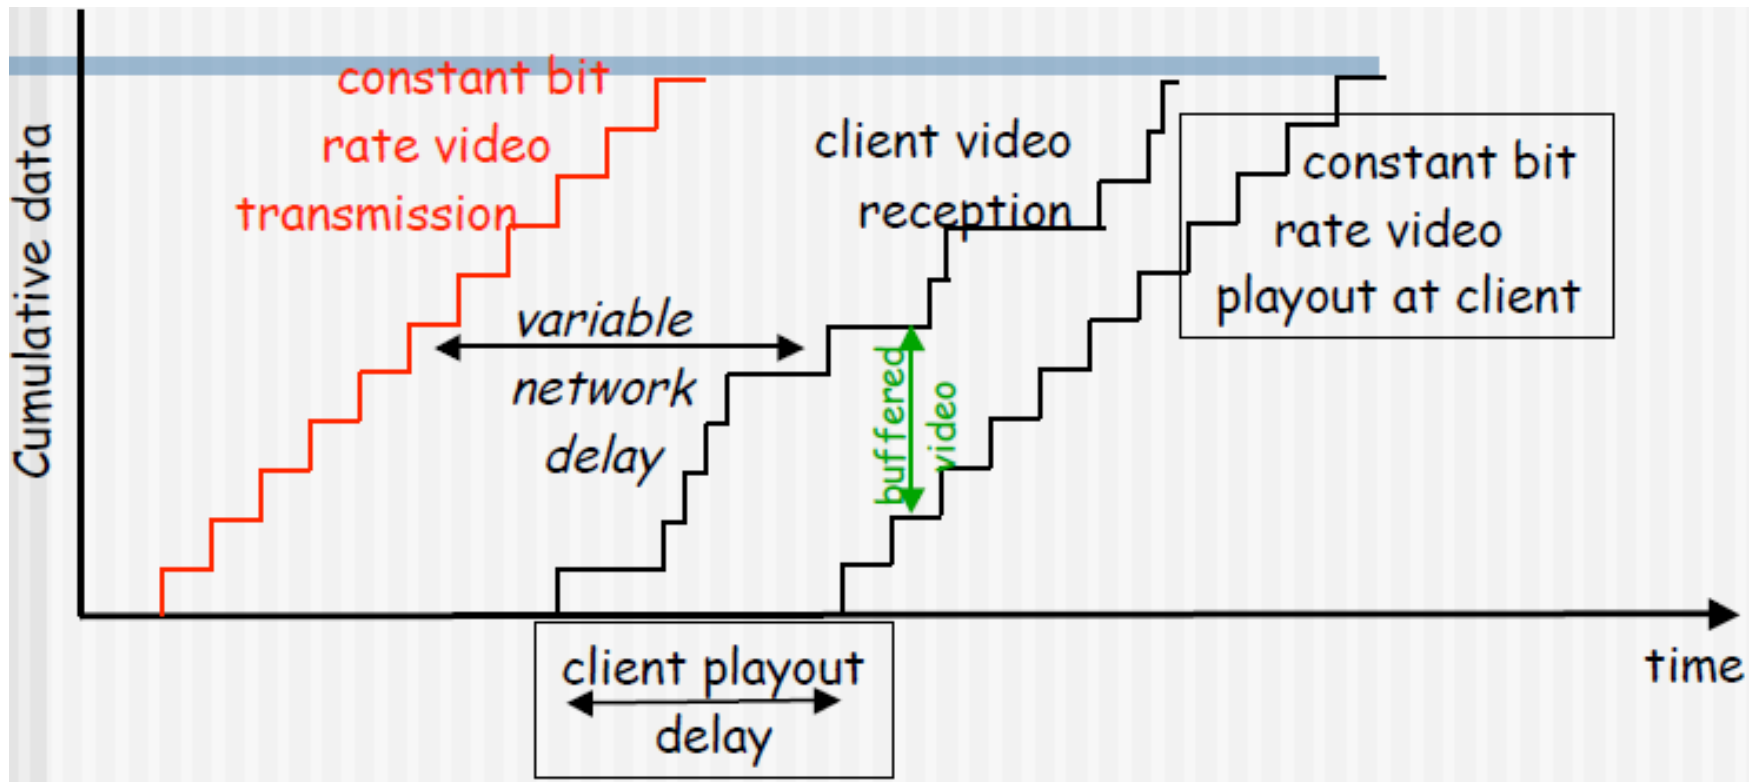 constant bit
rate video
transmission
client video
reception
constant bit
rate video
playout at client
Cumulative data
variable
network
delay
buffered
video
client playout
delay
time